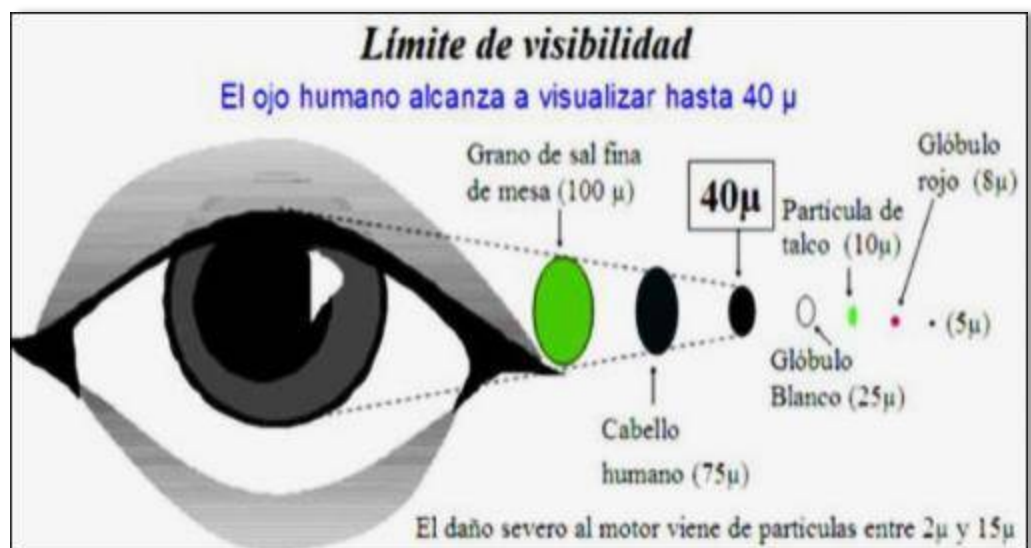 Límite de visibilidad
El ojo humano alcanza a visualizar hasta 40 µ
Grano de sal fina
de mesa (100 µ)
40µ
Partícula de
talco (10µ)
Glóbulo
rojo (8µ)
(5µ)
Glóbulo
Blanco (25µ)
Cabello
humano (75µ)
El daño severo al motor viene de particulas entre 2µ y 15µ